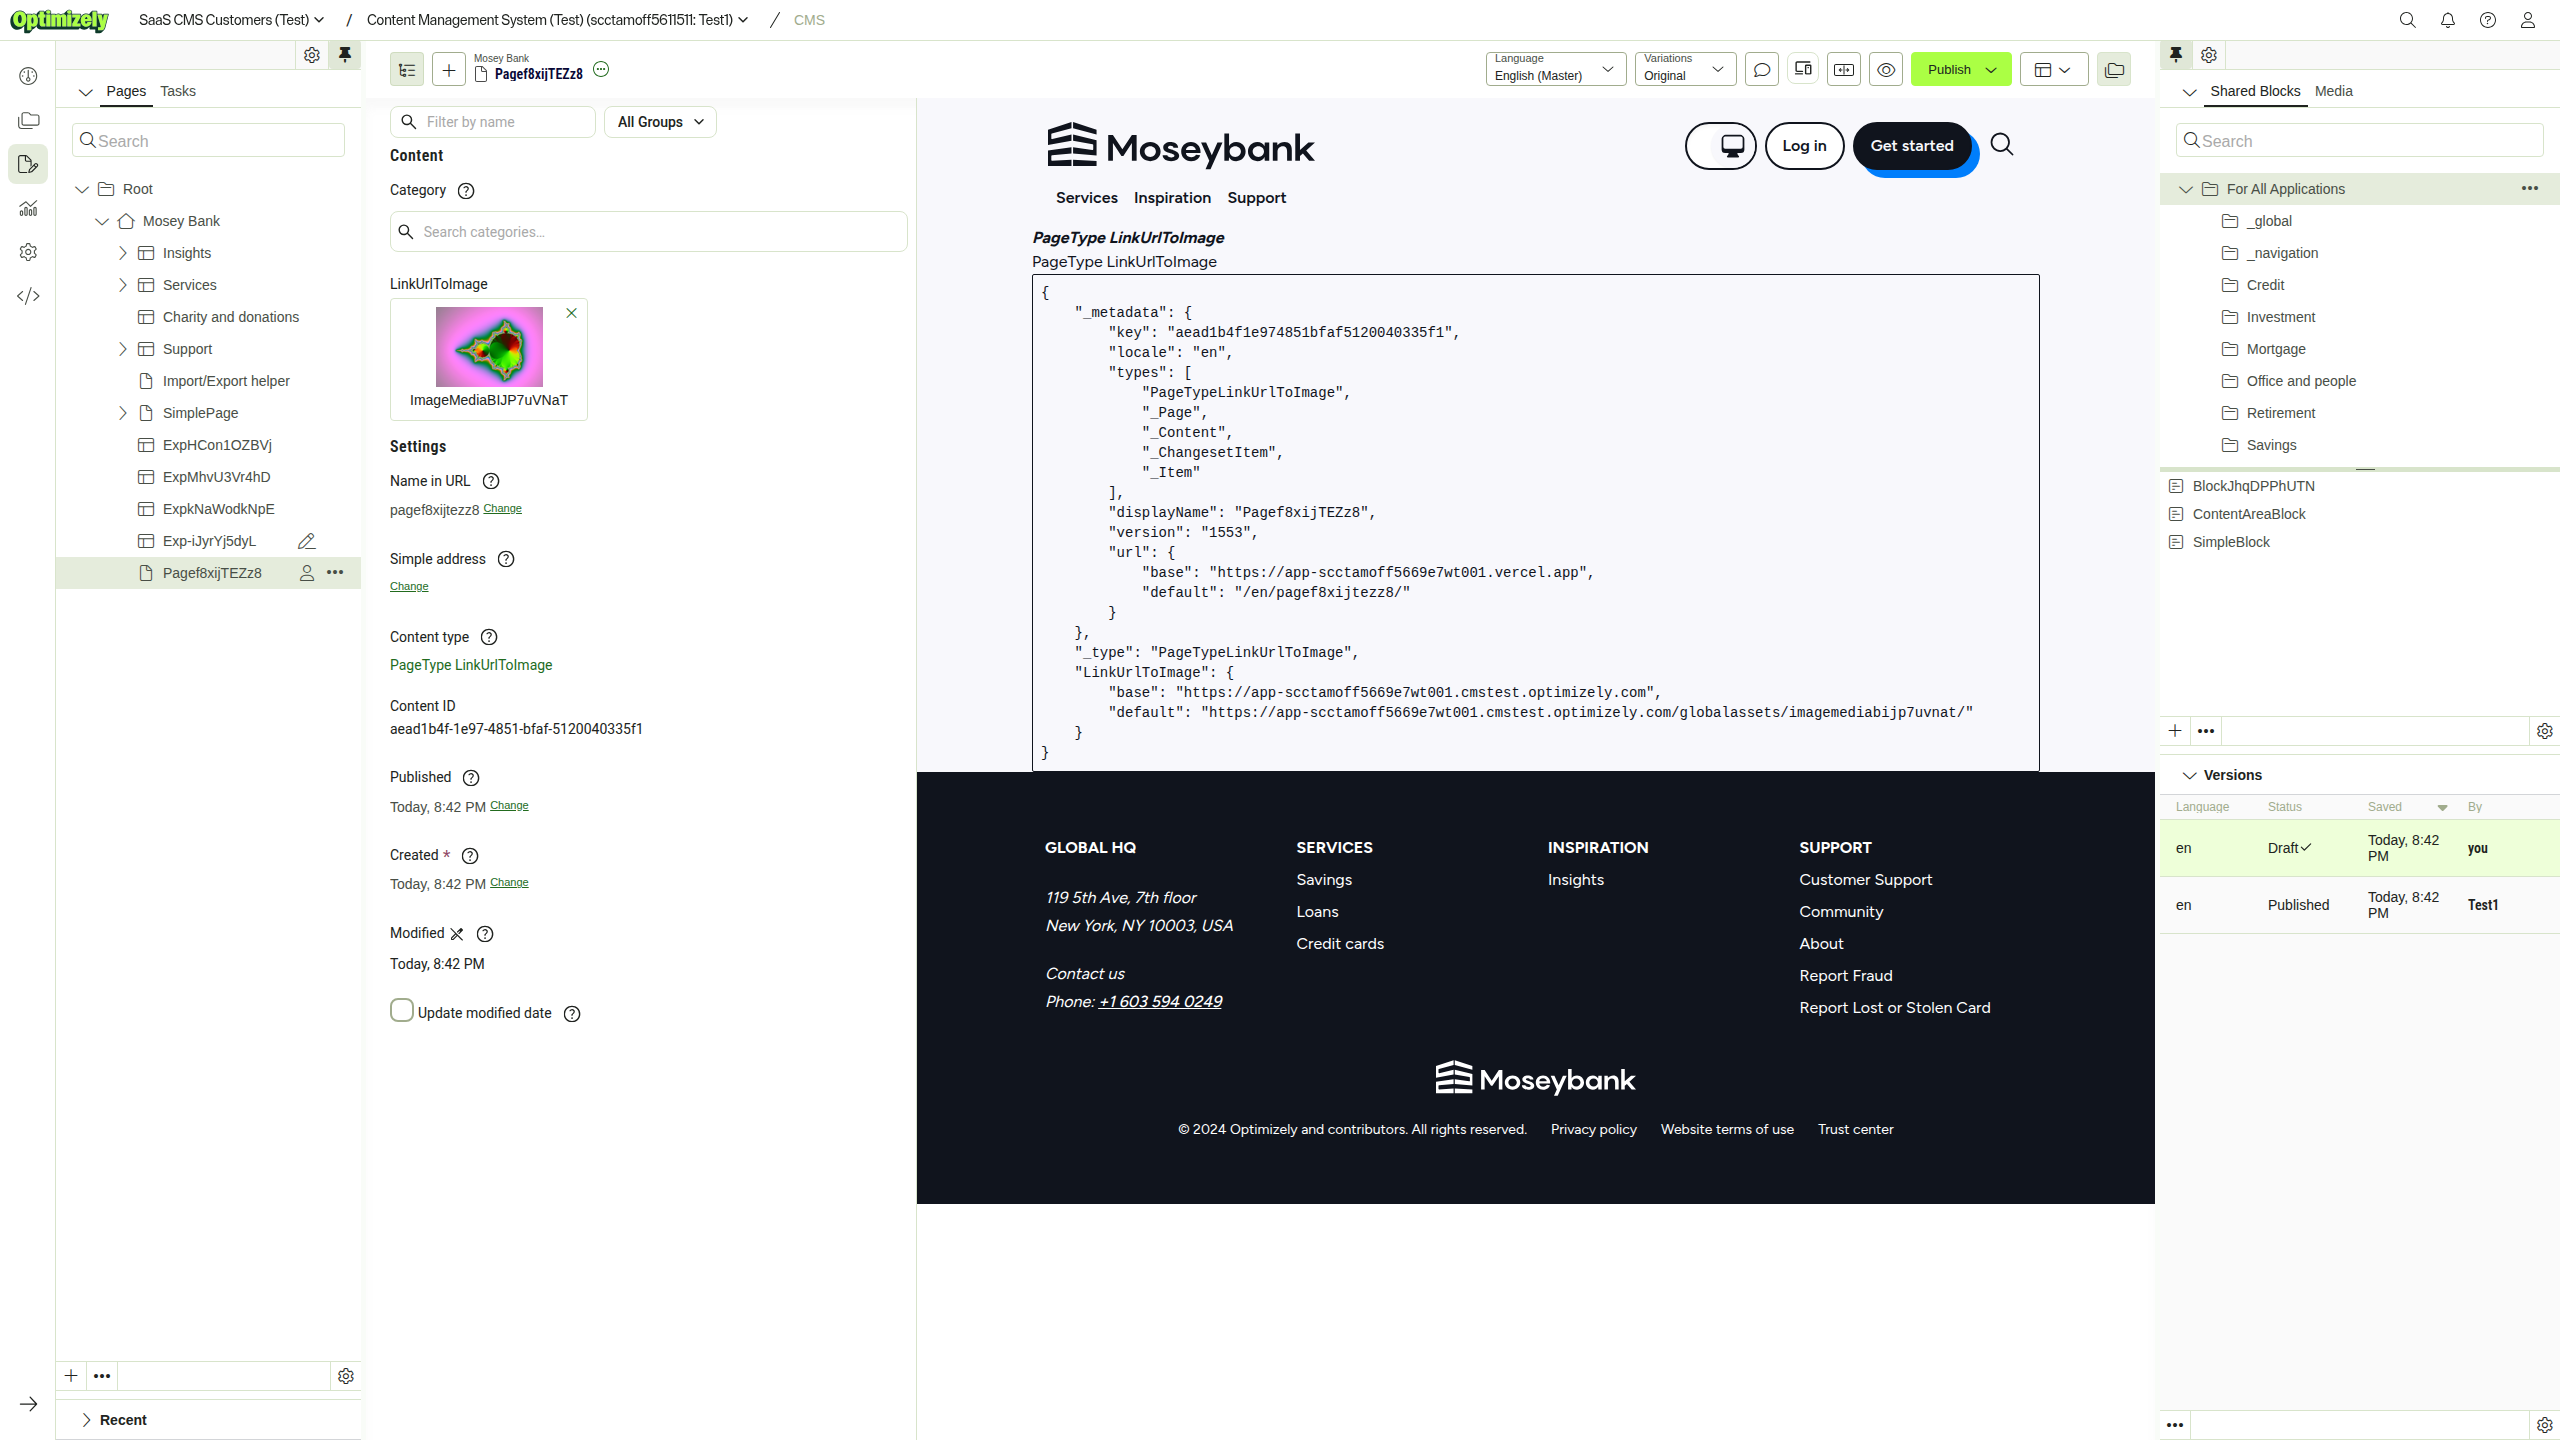 Optimizely
SaaS CMS Customers (Test)
/
Content Management System (Test) (scctamoff5611511: Test1)
/
CMS
Pages
Tasks
Search
Root
Mosey Bank
Insights
Services
Charity and donations
Support
Import/Export helper
SimplePage
ExpHCon1OZBVj
ExpMhvU3Vr4hD
ExpkNaWodkNpE
Exp-iJyrYj5dyL
Pagef8xijTEZz8
Recent
Mosey Bank
Pagef8xijTEZz8
Language
English (Master)
Variations
Original
Publish
Filter by name
All Groups
Content
Category
Search categories...
LinkUrlToImage
ImageMediaBIJP7uVNaT
Settings
Name in URL
pagef8xijtezz8 Change
Simple address
Change
Content type
PageType LinkUrlToImage
Content ID
aead1b4f-1e97-4851-bfaf-5120040335f1
Published
Today, 8:42 PM Change
Created *
Today, 8:42 PM Change
Modified
Today, 8:42 PM
Update modified date
Moseybank
Log in
Get started
Services
Inspiration
Support
PageType LinkUrlToImage
PageType LinkUrlToImage
{
"_metadata": {
"key": "aead1b4f1e974851bfaf5120040335f1",
"locale": "en",
"types": [
"PageTypeLinkUrlToImage",
"_Page",
"_Content",
"_ChangesetItem",
"_Item"
],
"displayName": "Pagef8xijTEZz8",
"version": "1553",
"url": {
"base": "https://app-scctamoff5669e7wt001.vercel.app",
"default": "/en/pagef8xijtezz8/"
}
},
"_type": "PageTypeLinkUrlToImage",
"LinkUrlToImage": {
"base": "https://app-scctamoff5669e7wt001.cmstest.optimizely.com",
"default": "https://app-scctamoff5669e7wt001.cmstest.optimizely.com/globalassets/imagemediabijp7uvnat/"
}
}
GLOBAL HQ
119 5th Ave, 7th floor
New York, NY 10003, USA
Contact us
Phone: +1 603 594 0249
SERVICES
Savings
Loans
Credit cards
INSPIRATION
Insights
SUPPORT
Customer Support
Community
About
Report Fraud
Report Lost or Stolen Card
Moseybank
© 2024 Optimizely and contributors. All rights reserved.
Privacy policy
Website terms of use
Trust center
Shared Blocks
Media
Search
For All Applications
_global
_navigation
Credit
Investment
Mortgage
Office and people
Retirement
Savings
BlockJhqDPPhUTN
ContentAreaBlock
SimpleBlock
Versions
Language Status Saved By
en Draft Today, 8:42 PM you
en Published Today, 8:42 PM Test1